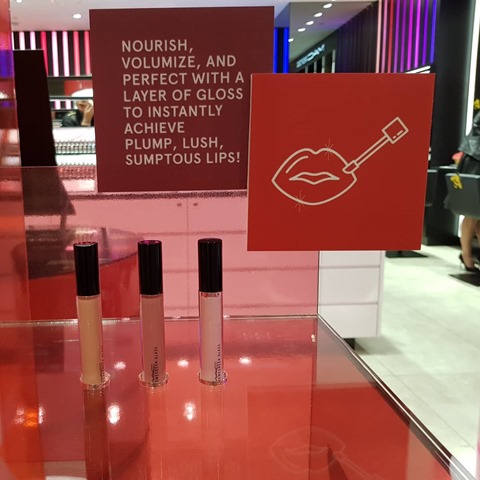 NOURISH,
VOLUMIZE, AND
PERFECT WITH A
LAYER OF GLOSS
TO INSTANTLY
ACHIEVE
PLUMP, LUSH,
SUMPTOUS LIPS!